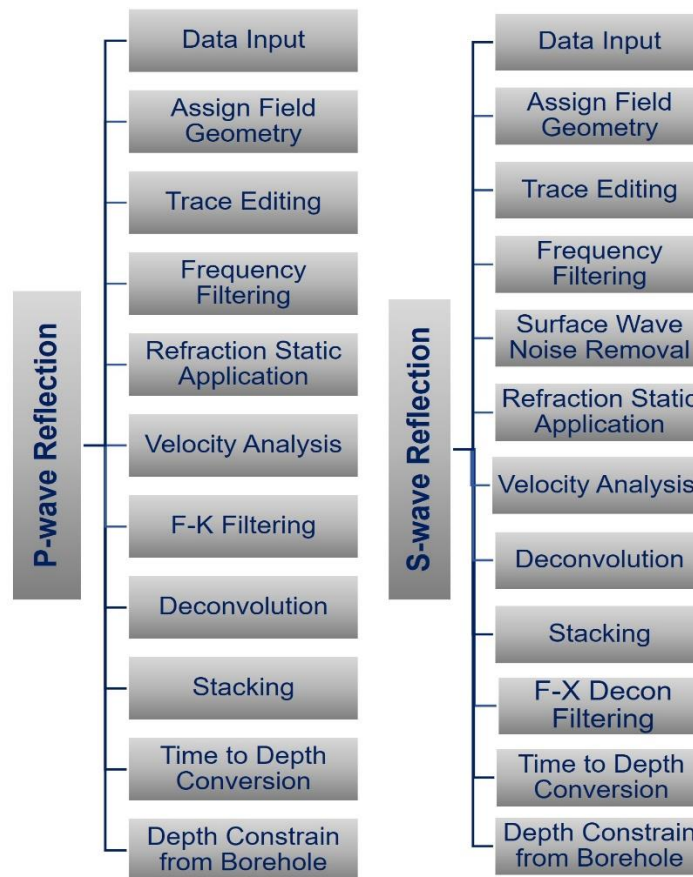 P-wave Reflection
Data Input
Assign Field
Geometry
Trace Editing
Frequency
Filtering
Refraction Static
Application
Velocity Analysis
F-K Filtering
Deconvolution
Stacking
Time to Depth
Conversion
Depth Constrain
from Borehole
S-wave Reflection
Data Input
Assign Field
Geometry
Trace Editing
Frequency
Filtering
Surface Wave
Noise Removal
Refraction Static
Application
Velocity Analysis
Deconvolution
Stacking
F-X Decon
Filtering
Time to Depth
Conversion
Depth Constrain
from Borehole